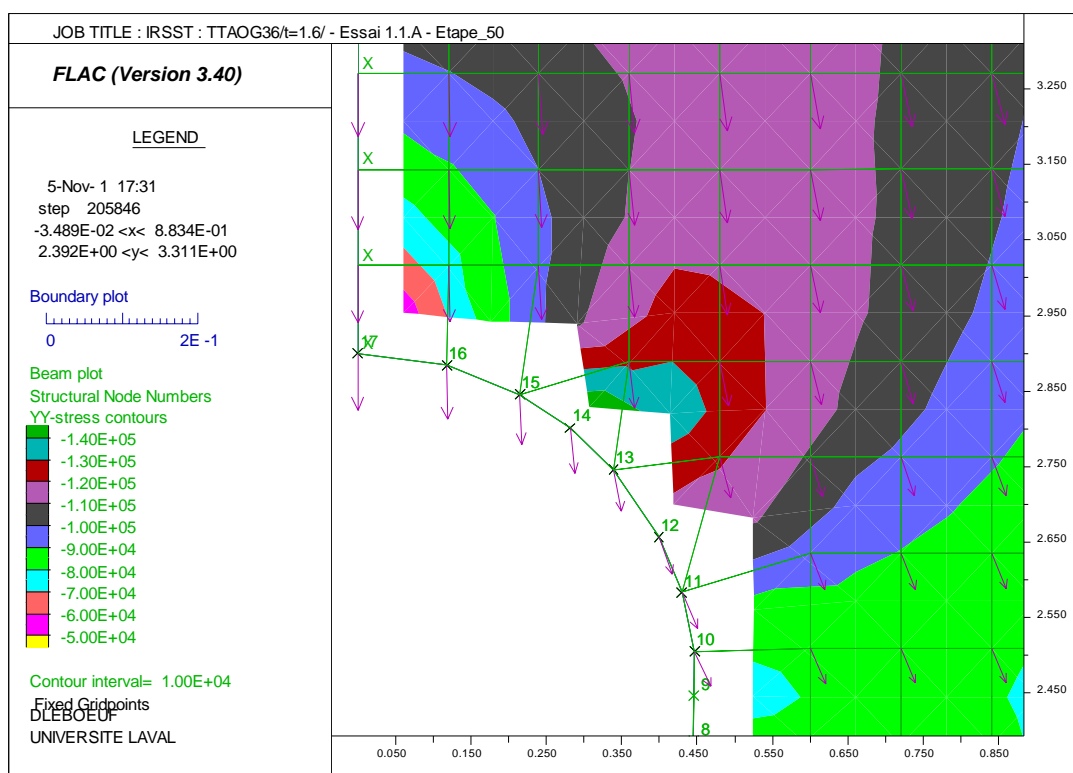 JOB TITLE : IRSST : TTAOG36/t=1.6/ - Essai 1.1.A - Etape_50
FLAC (Version 3.40)
LEGEND
5-Nov- 1 17:31
step 205846
-3.489E-02 <x< 8.834E-01
2.392E+00 <y< 3.311E+00
Boundary plot
0 2E -1
Beam plot
Structural Node Numbers
YY-stress contours
-1.40E+05
-1.30E+05
-1.20E+05
-1.10E+05
-1.00E+05
-9.00E+04
-8.00E+04
-7.00E+04
-6.00E+04
-5.00E+04
Contour interval= 1.00E+04
Fixed Gridpoints
DLEBOEUF
UNIVERSITE LAVAL
X
X
X
X
17
16
15
14
13
12
11
10
9
8
3.250
3.150
3.050
2.950
2.850
2.750
2.650
2.550
2.450
0.050 0.150 0.250 0.350 0.450 0.550 0.650 0.750 0.850